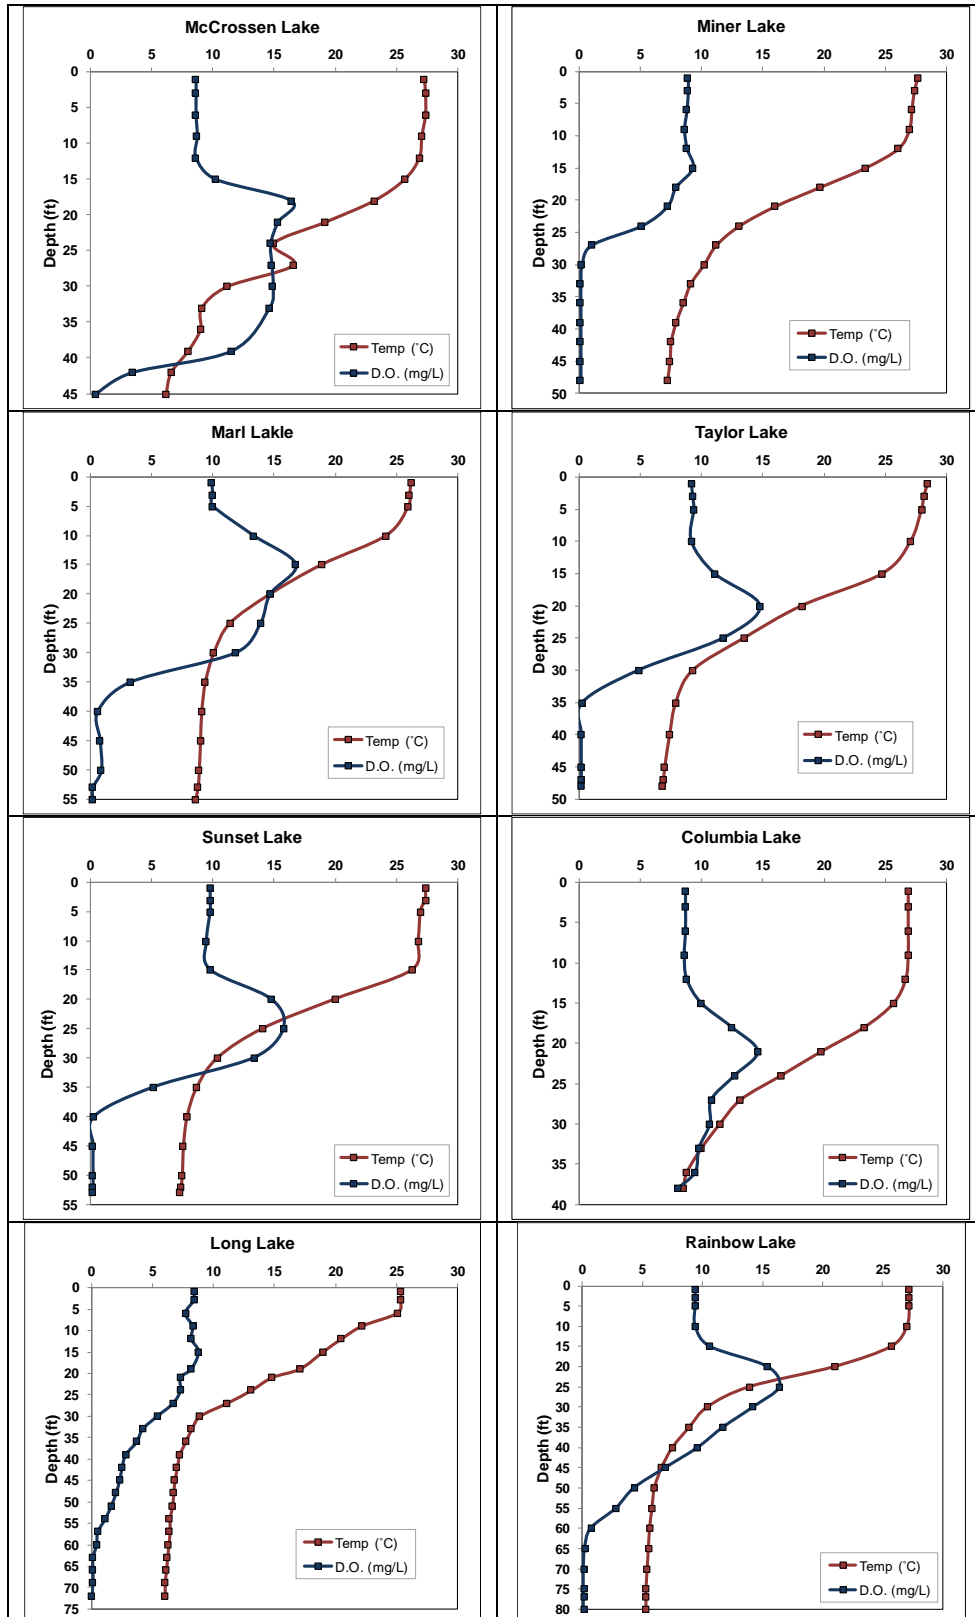 McCrossen Lake
0 5 10 15 20 25 30
0
5
10
15
20
25
30
35
40
45
Depth (ft)
Temp (˚C)
D.O. (mg/L)
Miner Lake
0 5 10 15 20 25 30
0
5
10
15
20
25
30
35
40
45
50
Depth (ft)
Temp (˚C)
D.O. (mg/L)
Marl Lakle
0 5 10 15 20 25 30
0
5
10
15
20
25
30
35
40
45
50
55
Depth (ft)
Temp (˚C)
D.O. (mg/L)
Taylor Lake
0 5 10 15 20 25 30
0
5
10
15
20
25
30
35
40
45
50
Depth (ft)
Temp (˚C)
D.O. (mg/L)
Sunset Lake
0 5 10 15 20 25 30
0
5
10
15
20
25
30
35
40
45
50
55
Depth (ft)
Temp (˚C)
D.O. (mg/L)
Columbia Lake
0 5 10 15 20 25 30
0
5
10
15
20
25
30
35
40
Depth (ft)
Temp (˚C)
D.O. (mg/L)
Long Lake
0 5 10 15 20 25 30
0
5
10
15
20
25
30
35
40
45
50
55
60
65
70
75
Depth (ft)
Temp (˚C)
D.O. (mg/L)
Rainbow Lake
0 5 10 15 20 25 30
0
5
10
15
20
25
30
35
40
45
50
55
60
65
70
75
80
Depth (ft)
Temp (˚C)
D.O. (mg/L)